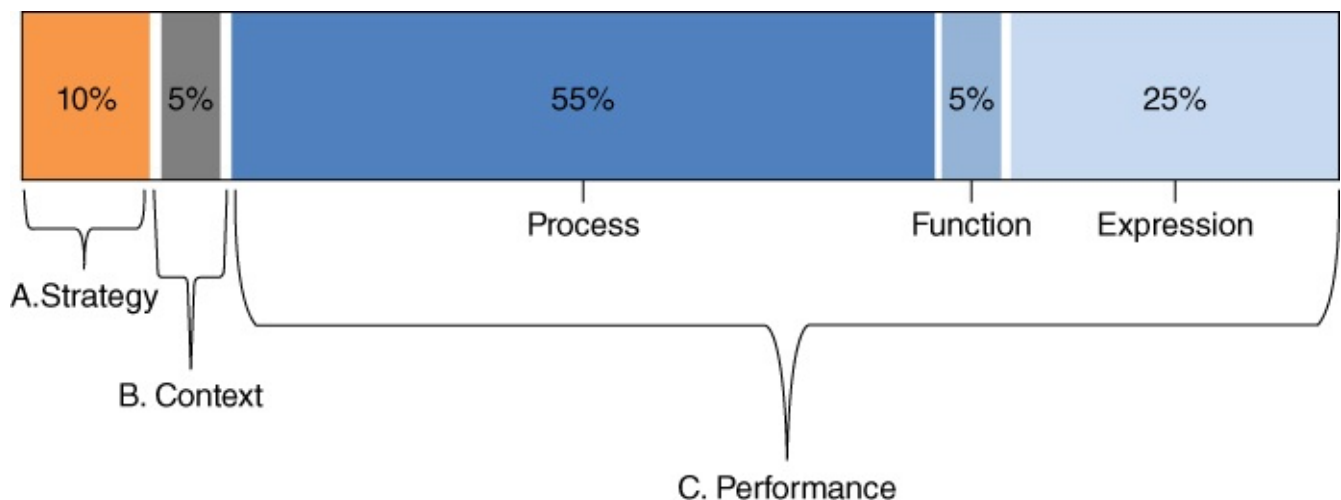 10% 5% 55% 5% 25%
Process Function Expression
A.Strategy
B. Context
C. Performance